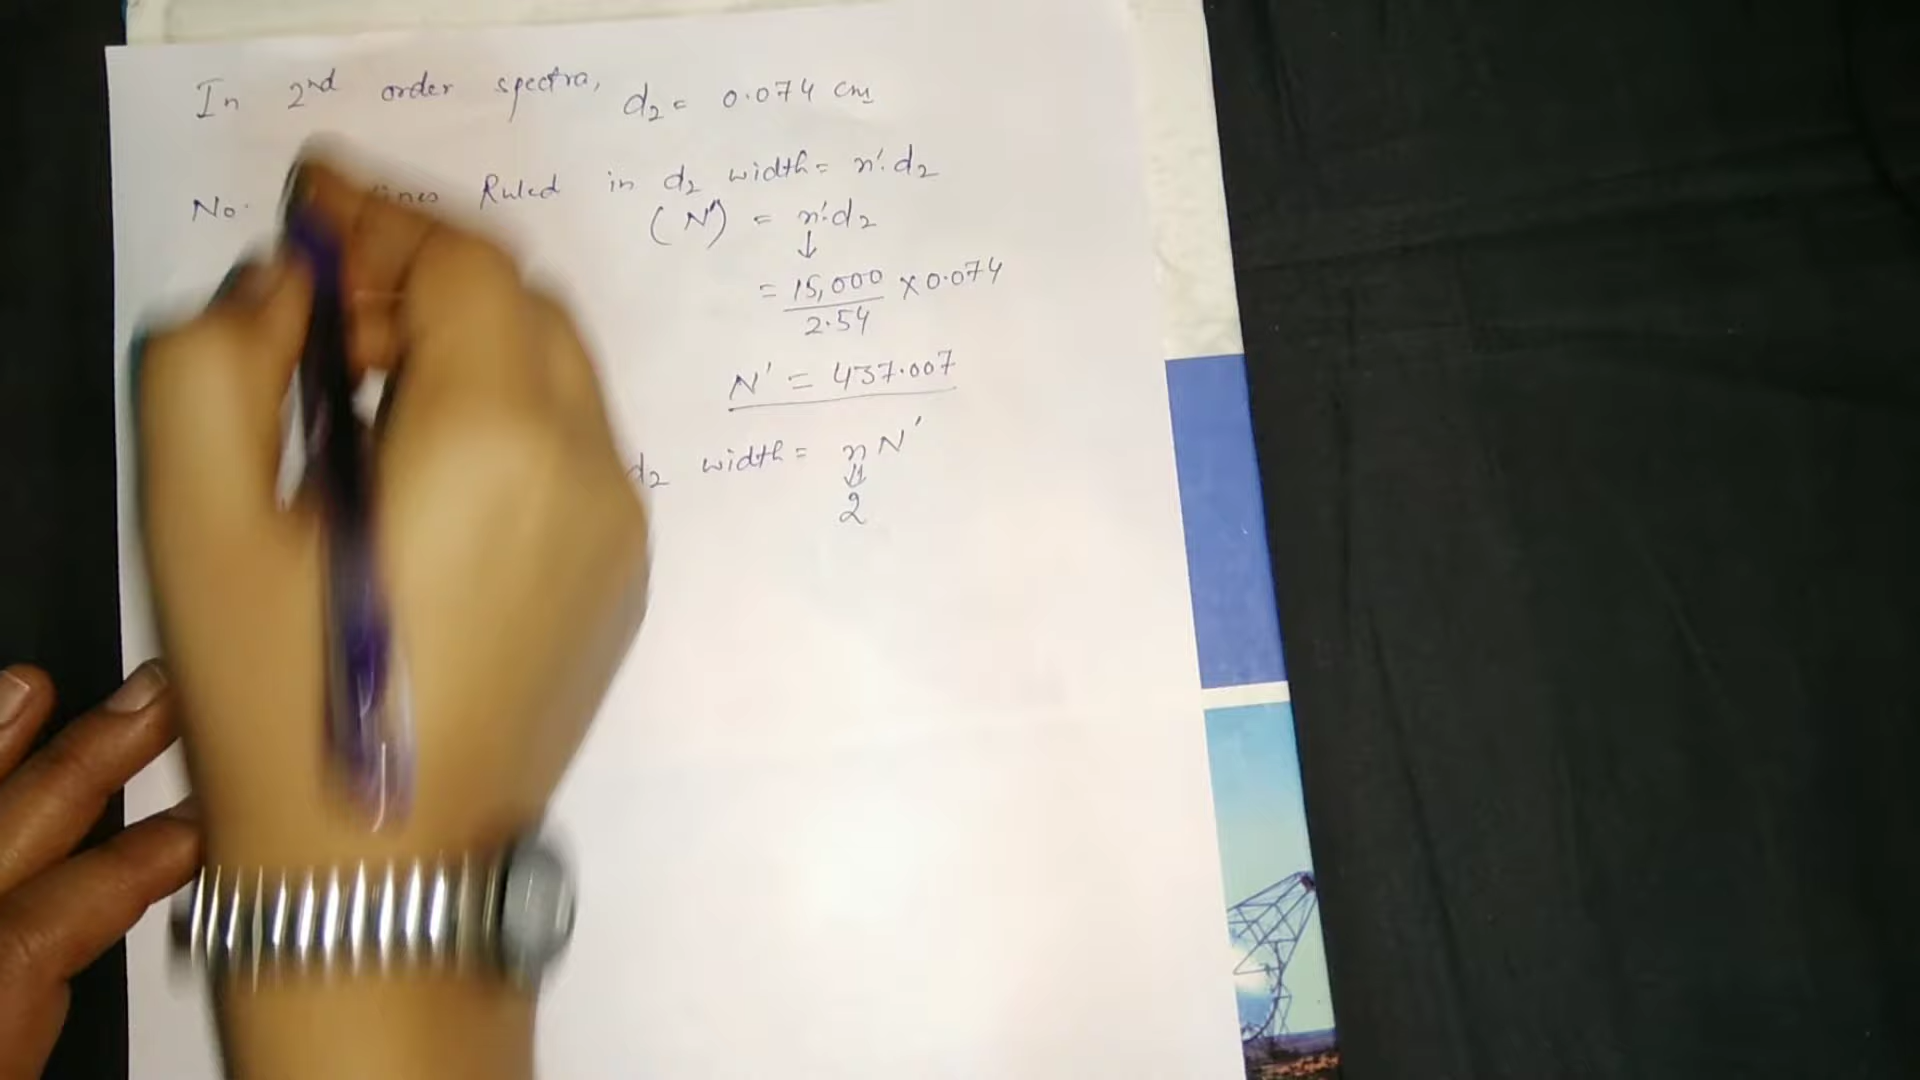 In 2nd order spectra, d2 = 0.074 cm
No. Ruled in d2 width = n'. d2
(N') = n'. d2
↓
= 15,000 / 2.54 × 0.074
N' = 437.007
d2 width = n N'
⇓
2